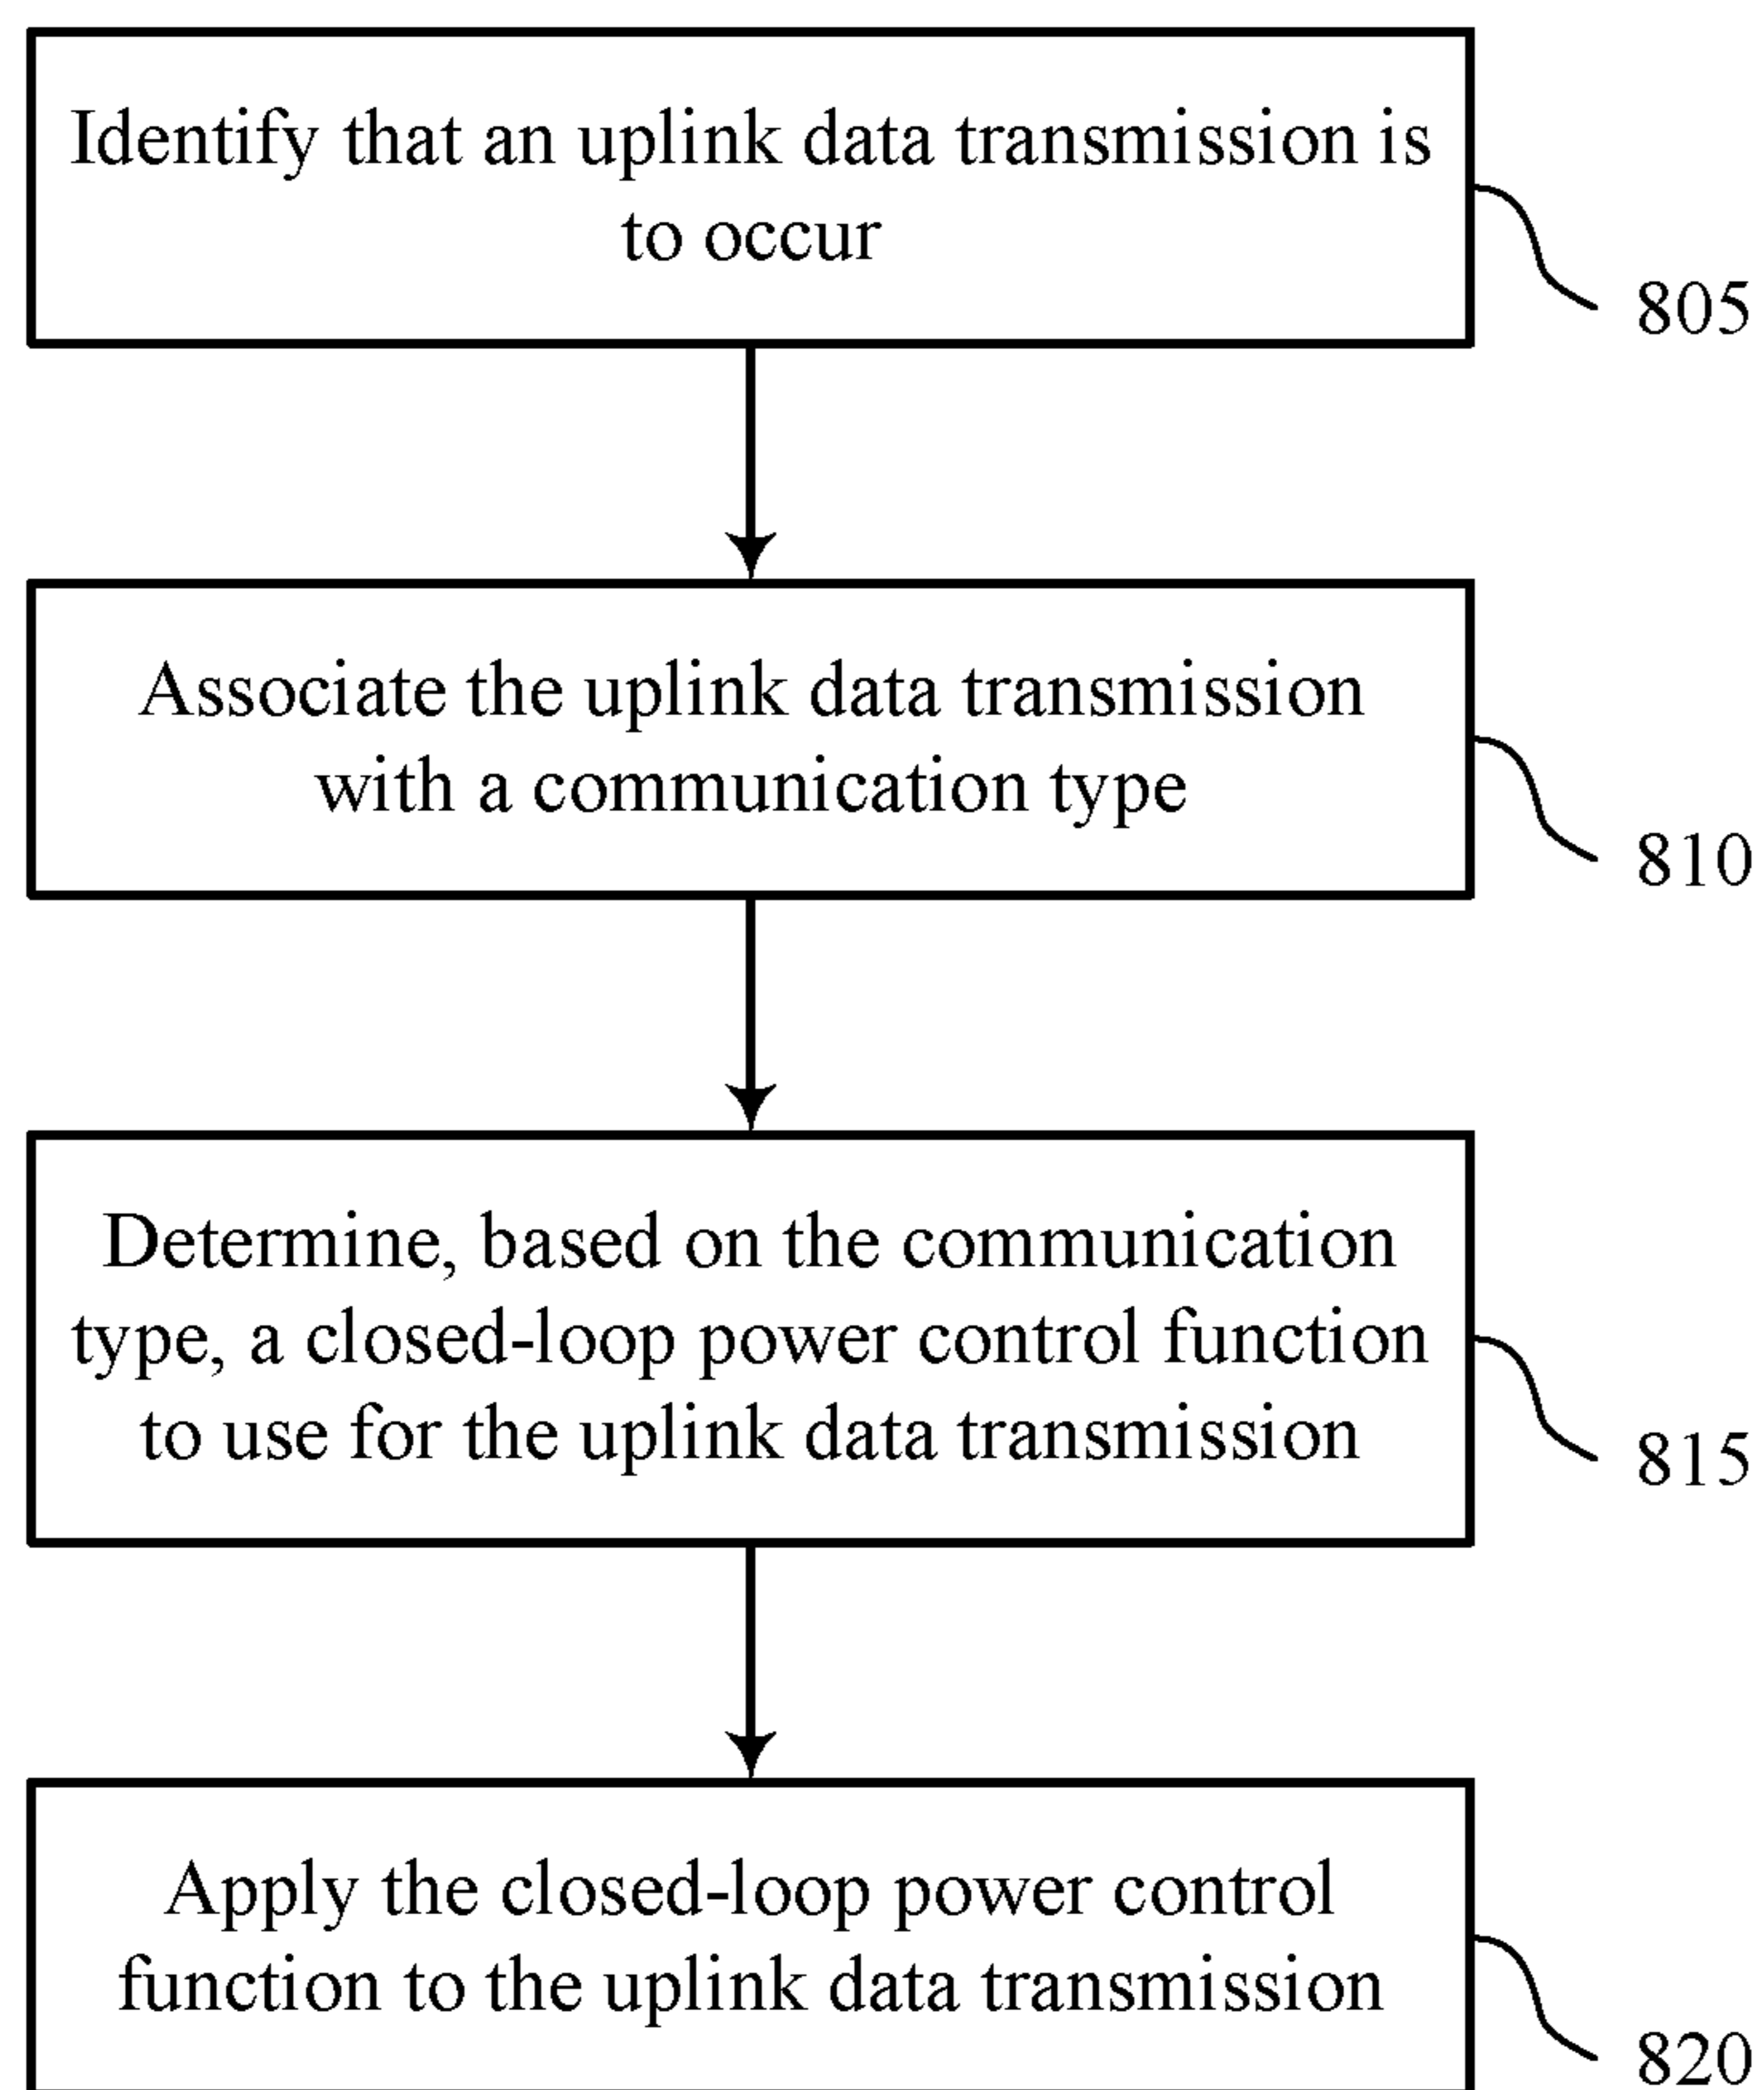 Identify that an uplink data transmission is
to occur
805
Associate the uplink data transmission
with a communication type
810
Determine, based on the communication
type, a closed-loop power control function
to use for the uplink data transmission
815
Apply the closed-loop power control
function to the uplink data transmission
820